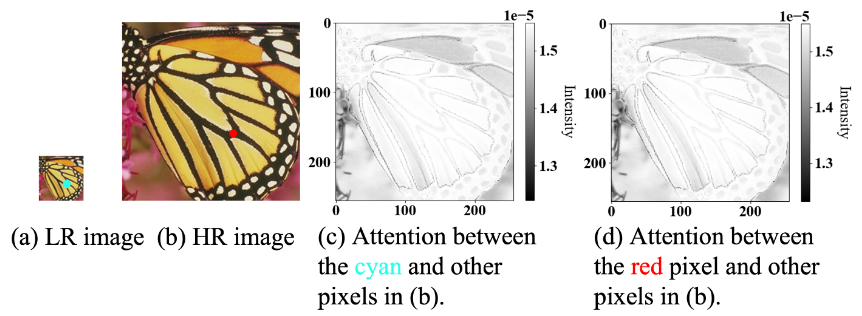 1e−5
1e−5
0
100
200
0
100
200
1.5
1.4
1.3
Intensity
0
100
200
0
100
200
1.5
1.4
1.3
Intensity
(a) LR image
(b) HR image
(c) Attention between
the cyan and other
pixels in (b).
(d) Attention between
the red pixel and other
pixels in (b).